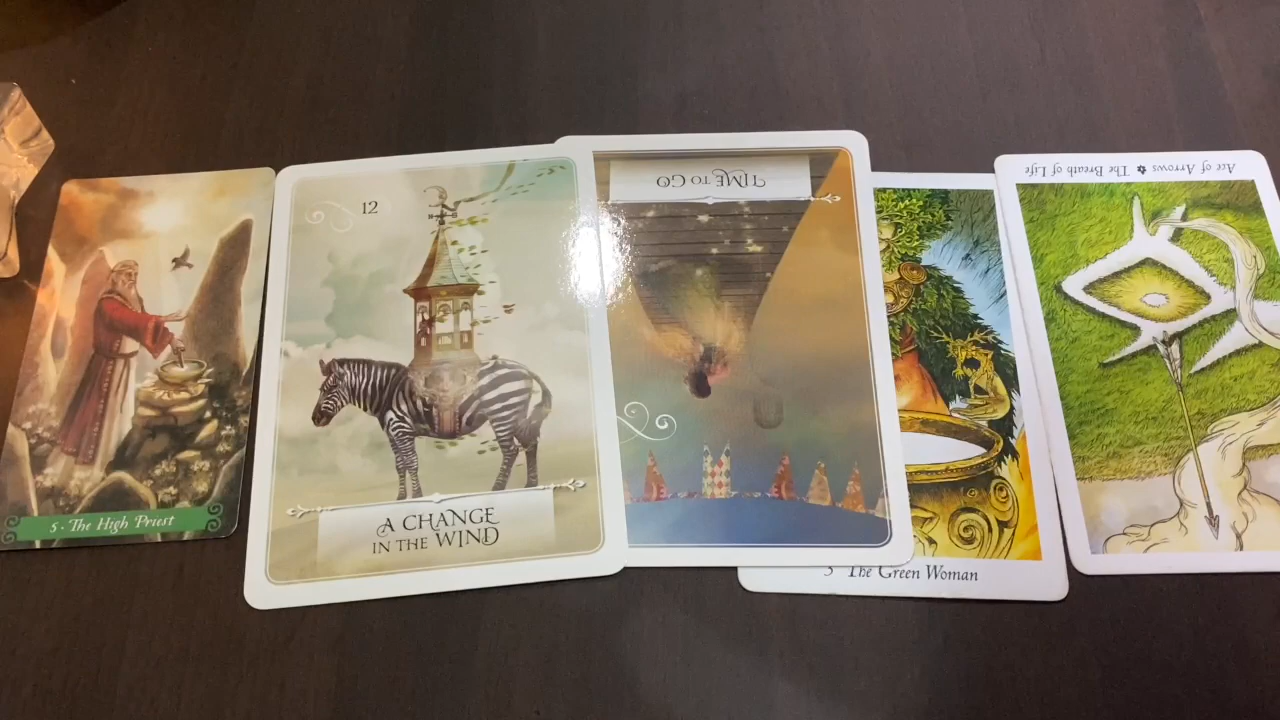 5 · The High Priest
12
A CHANGE
IN THE WIND
TIME TO GO
The Green Woman
Ace of Arrows ✽ The Breath of Life